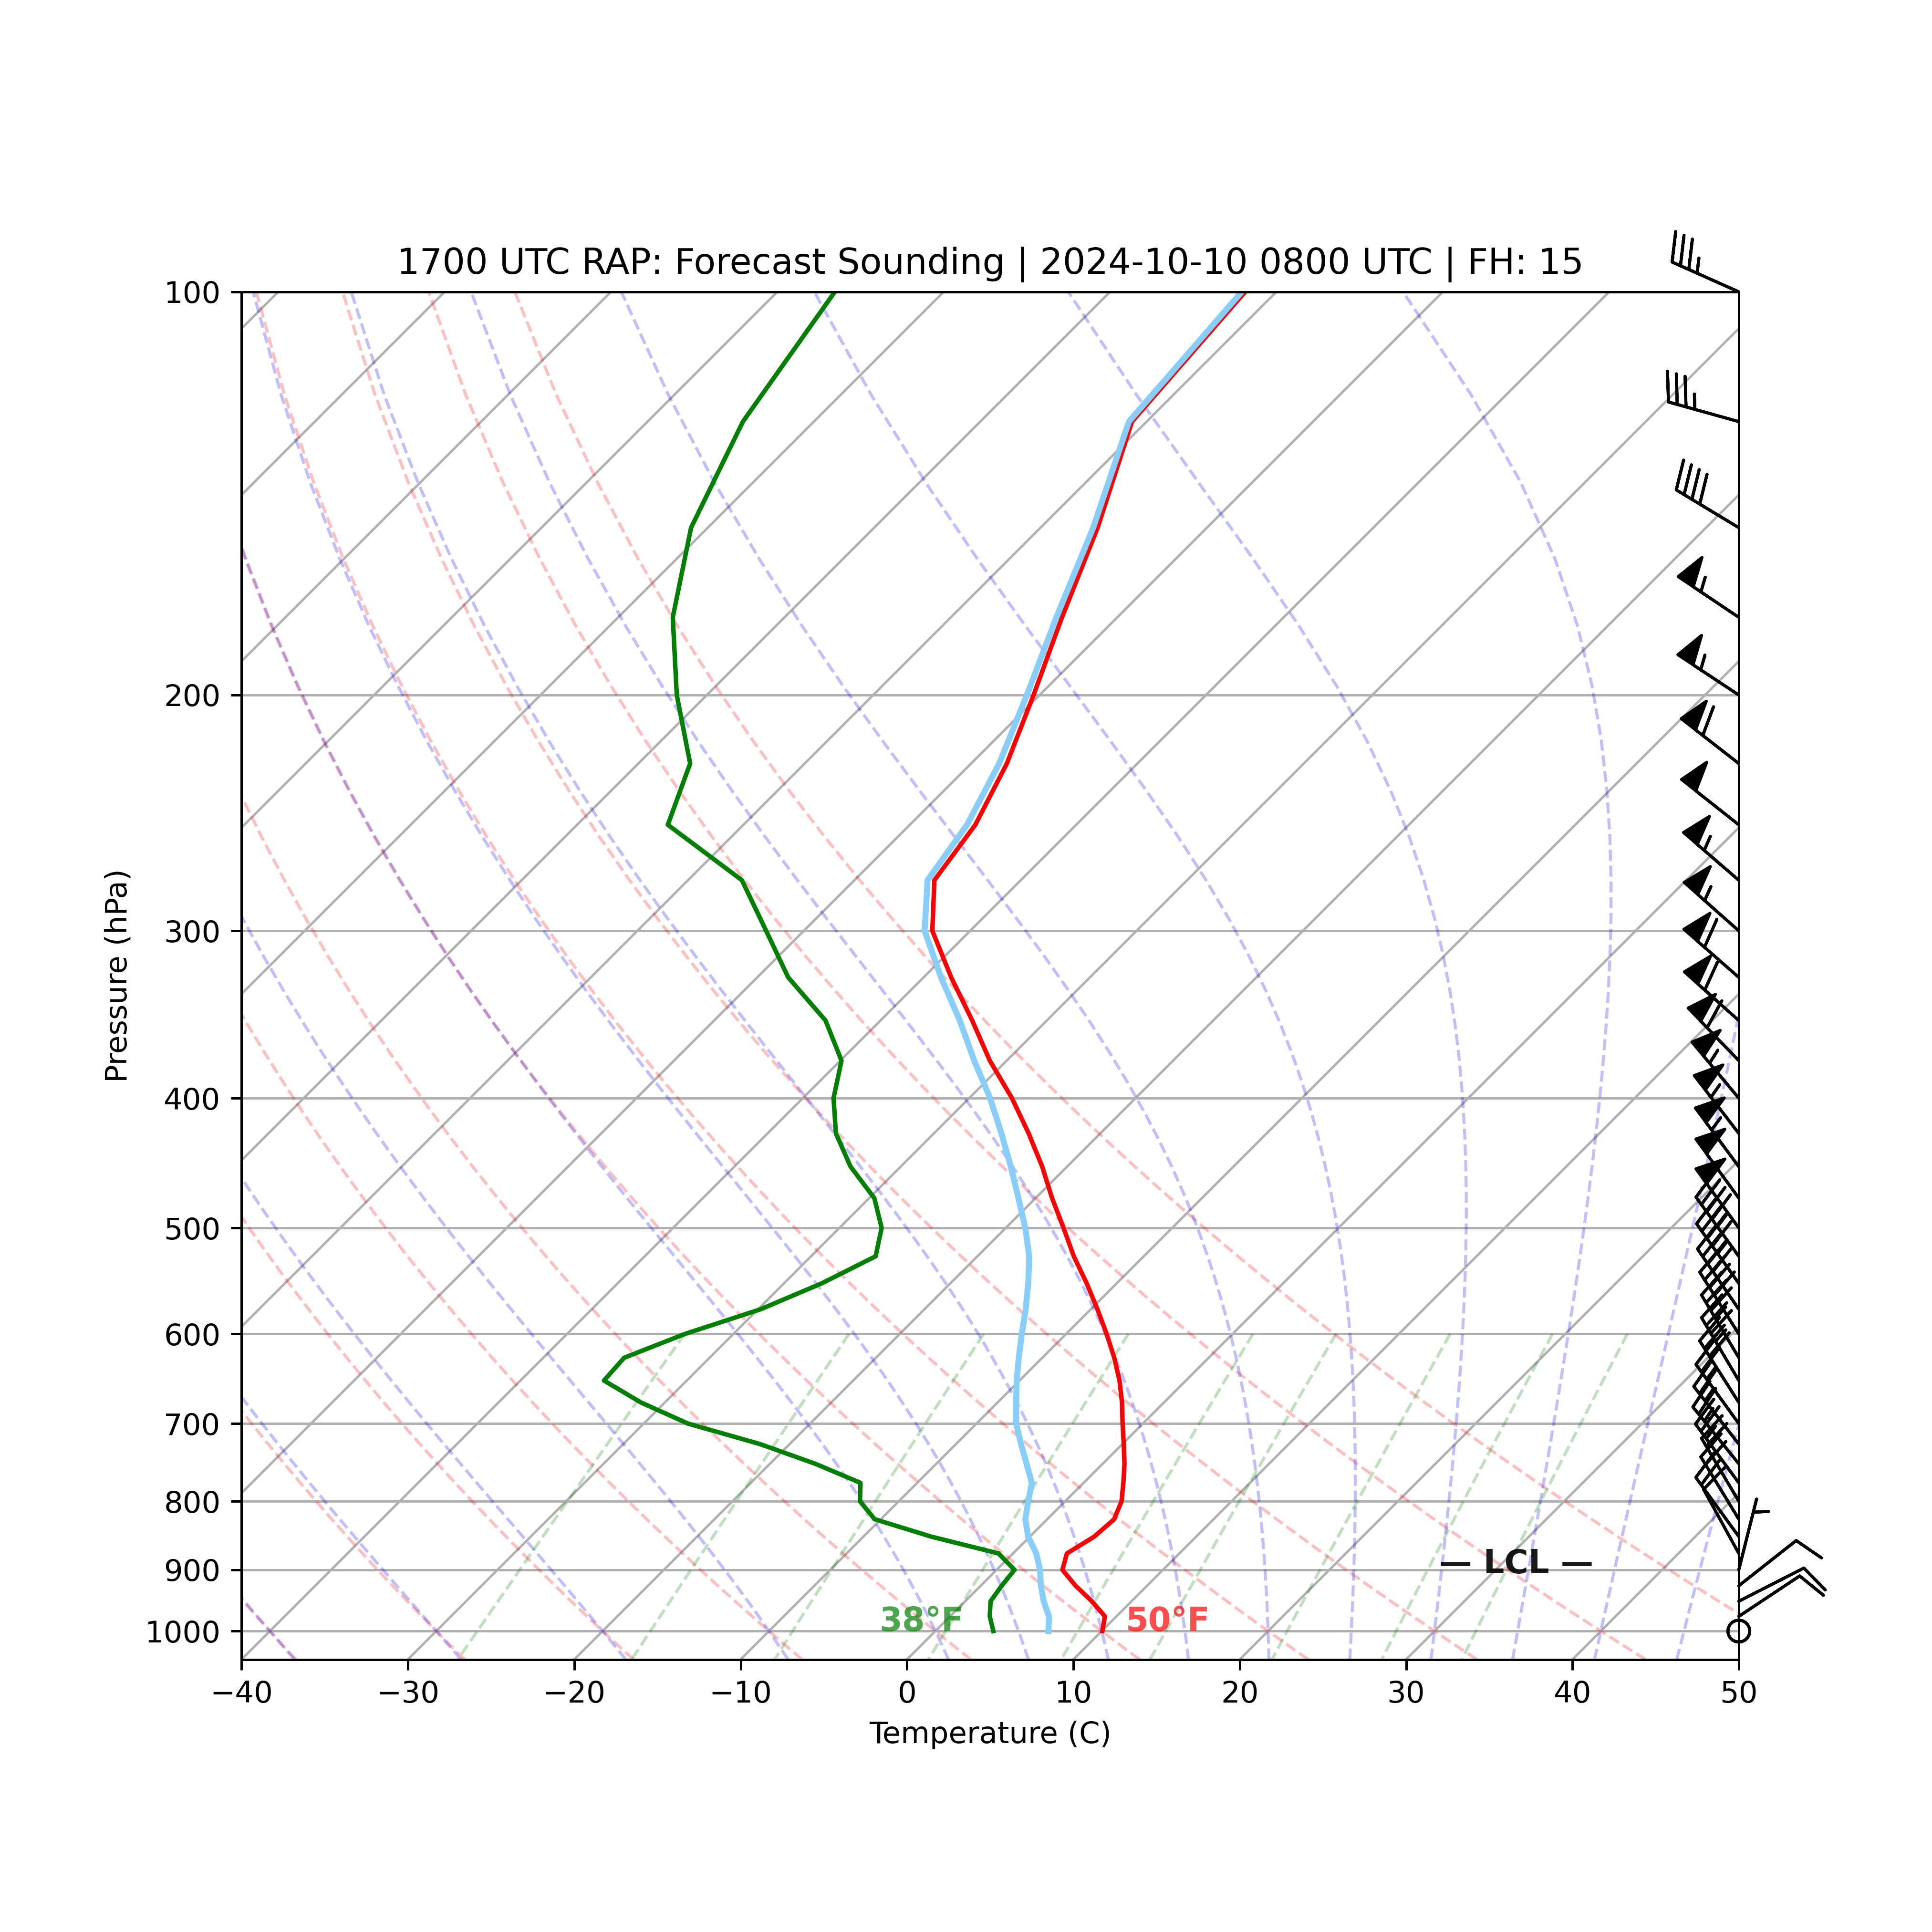 1700 UTC RAP: Forecast Sounding | 2024-10-10 0800 UTC | FH: 15
100
200
300
400
500
600
700
800
900
1000
Pressure (hPa)
— LCL —
38°F
50°F
−40 −30 −20 −10 0 10 20 30 40 50
Temperature (C)